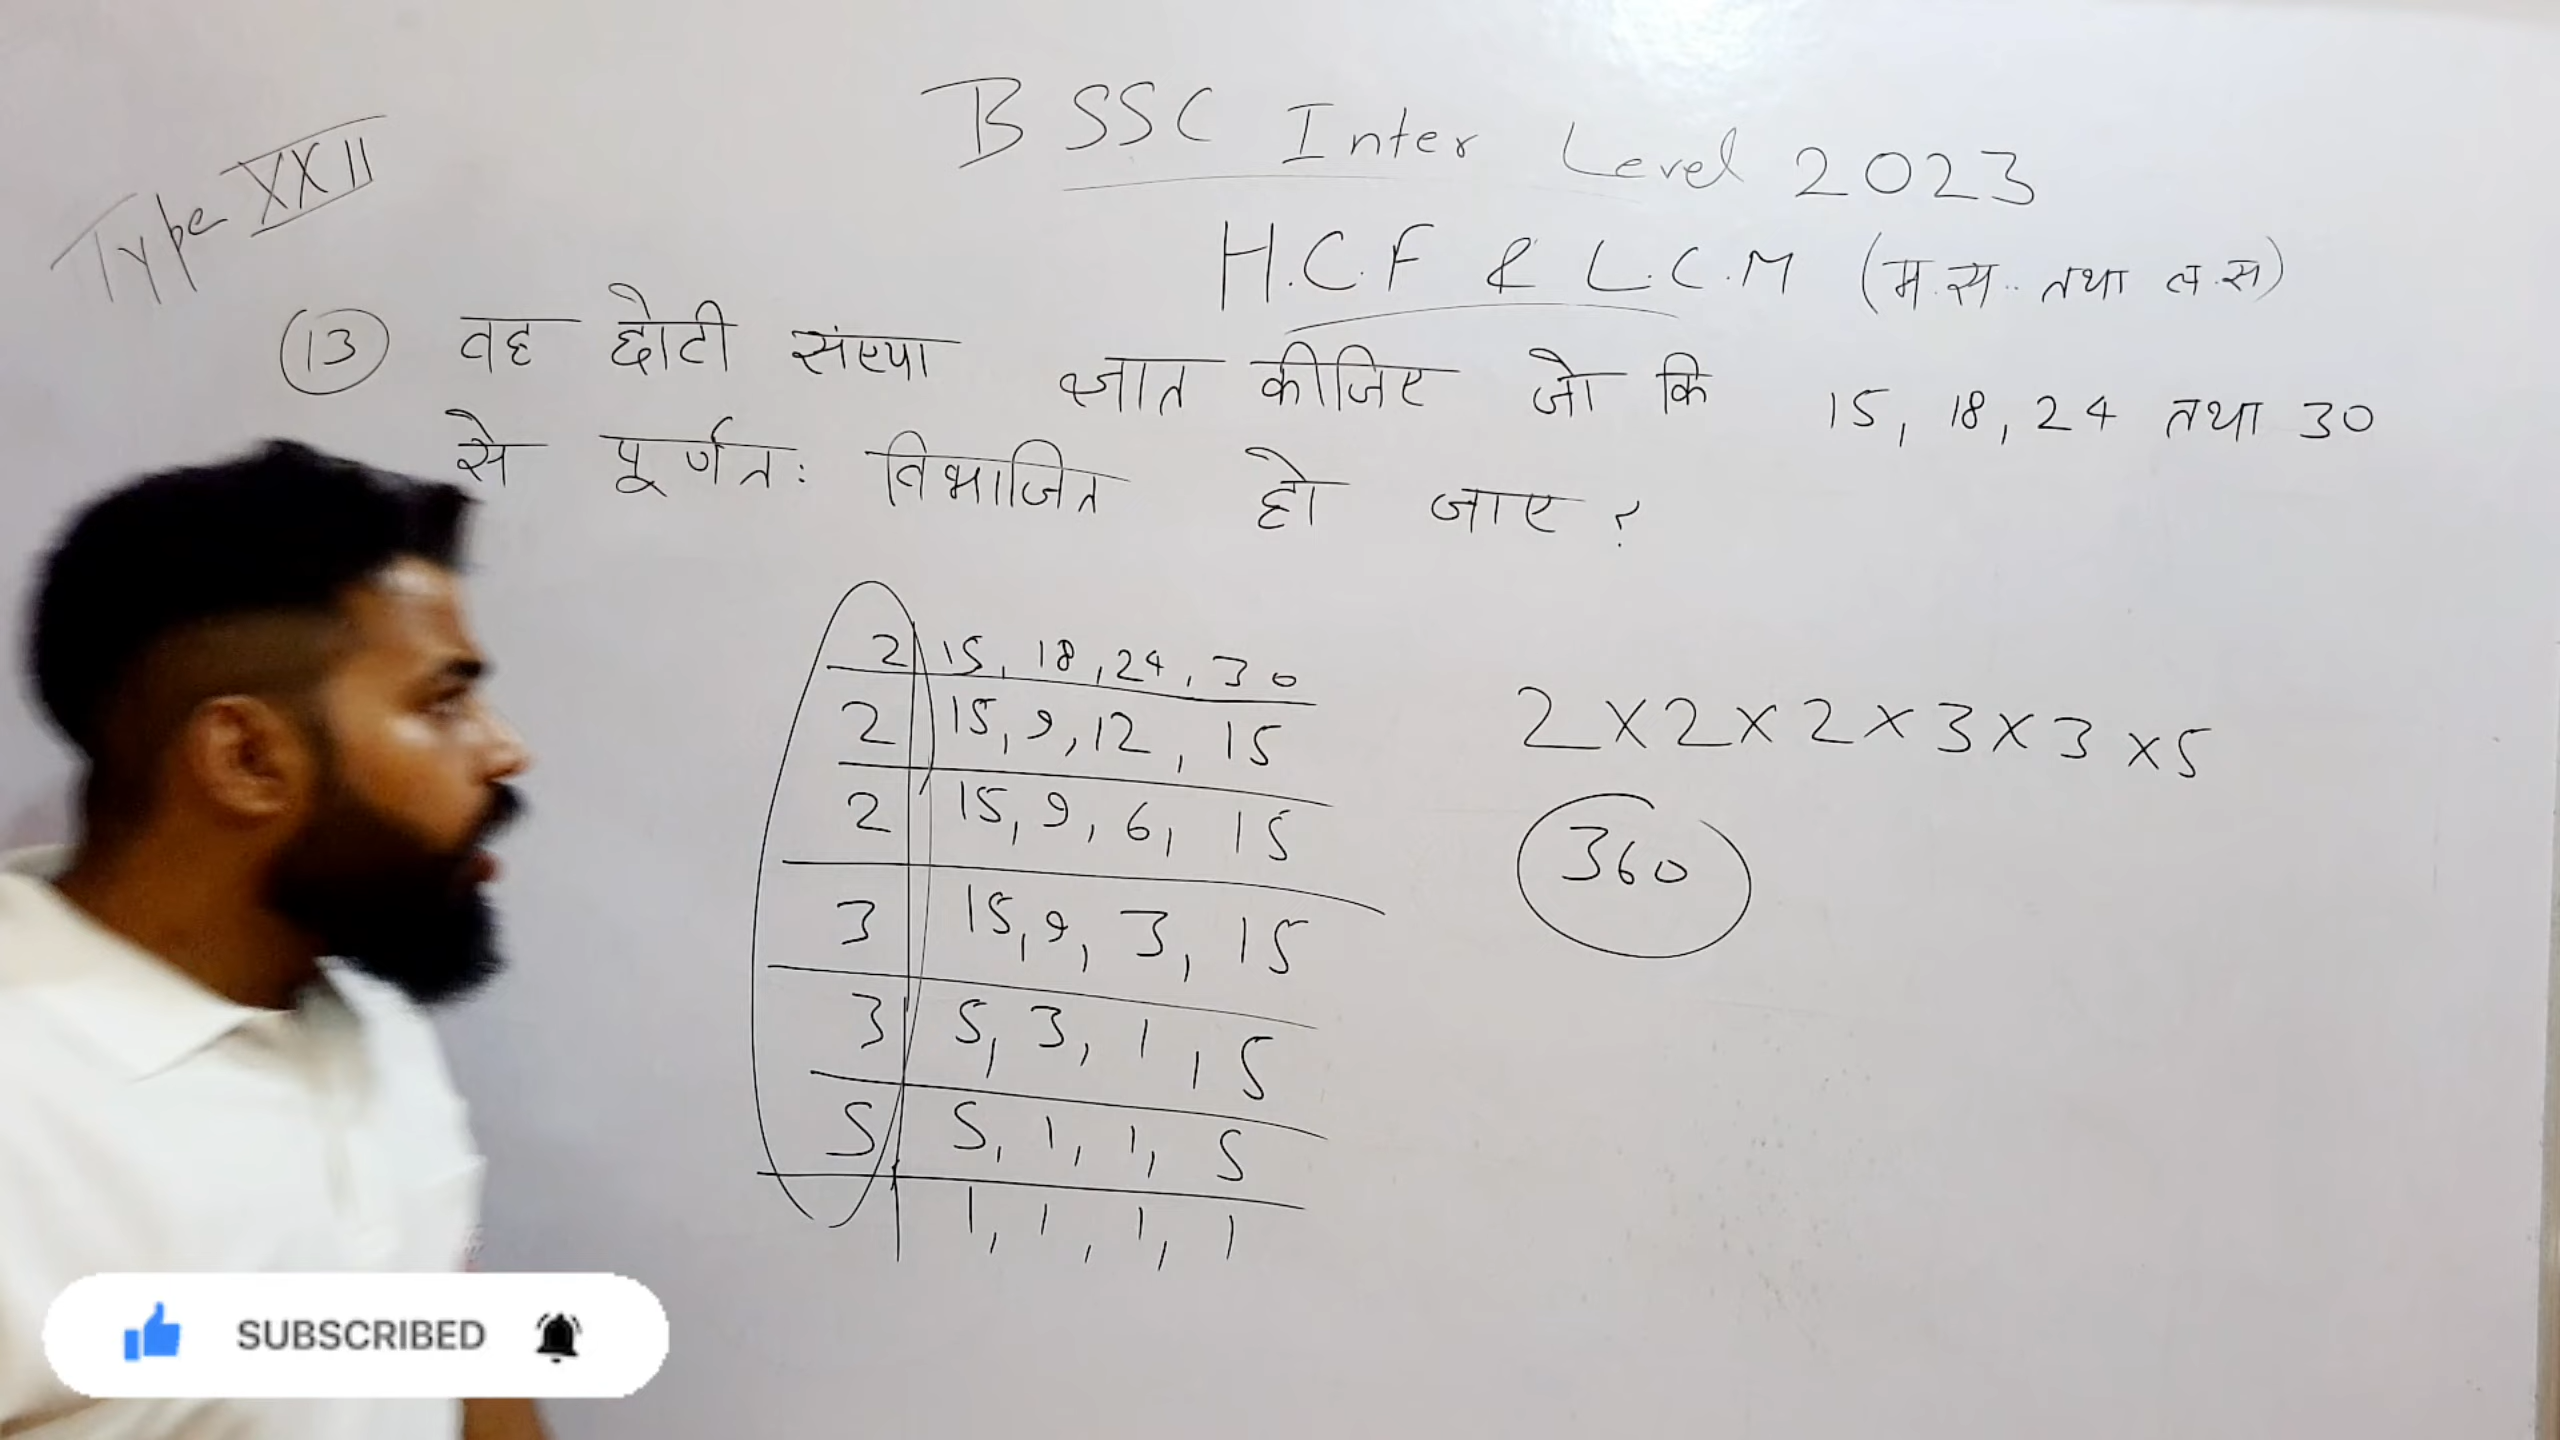 BSSC Inter Level 2023
Type XXII
H.C.F & L.C.M (म.स. तथा ल.स)
13 वह छोटी संख्या ज्ञात कीजिए जो कि 15, 18, 24 तथा 30
से पूर्णतः विभाजित हो जाए ?
2 15, 18, 24, 30
2 15, 9, 12, 15
2 15, 9, 6, 15
3 15, 9, 3, 15
3 5, 3, 1, 5
5 5, 1, 1, 5
1, 1, 1, 1
2 × 2 × 2 × 3 × 3 × 5
360
SUBSCRIBED